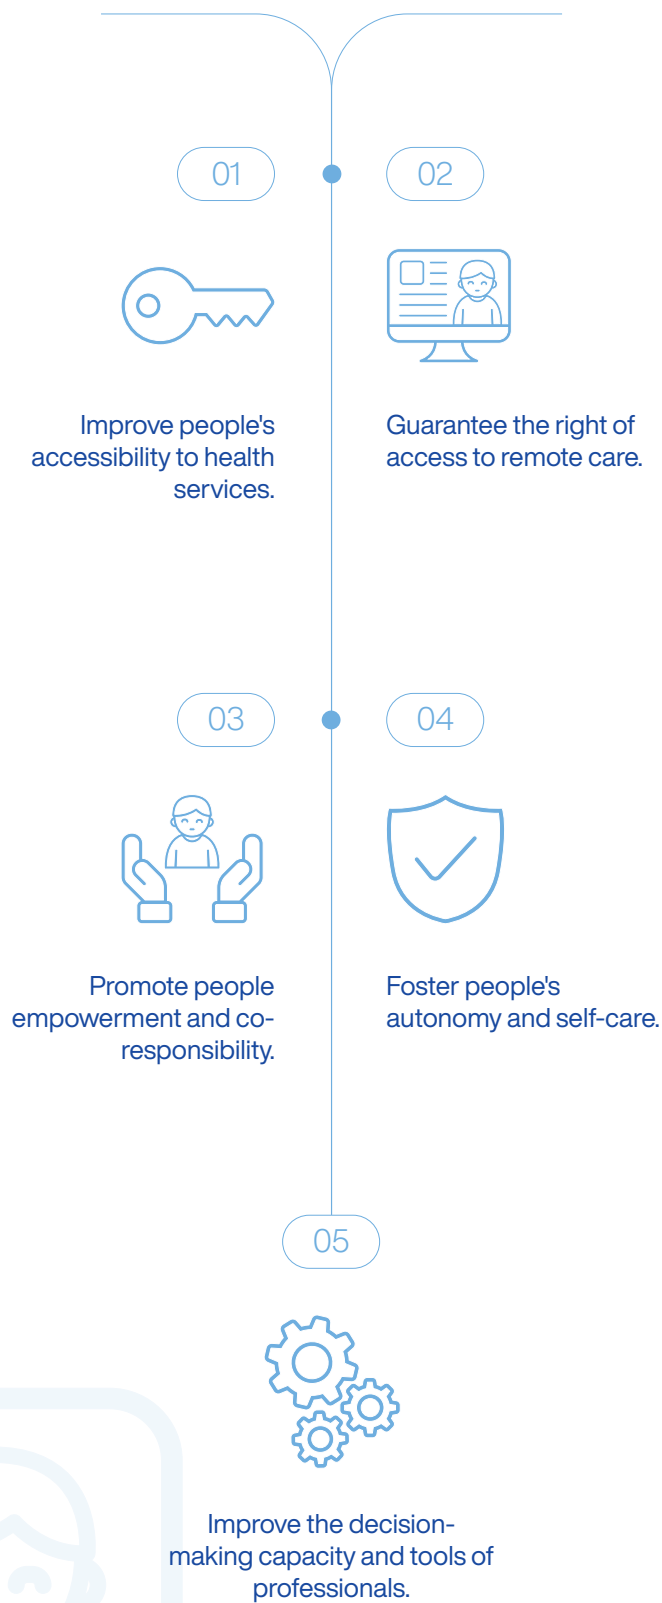 01
Improve people's
accessibility to health
services.
02
Guarantee the right of
access to remote care.
03
Promote people
empowerment and co-
responsibility.
04
Foster people's
autonomy and self-care.
05
Improve the decision-
making capacity and tools of
professionals.